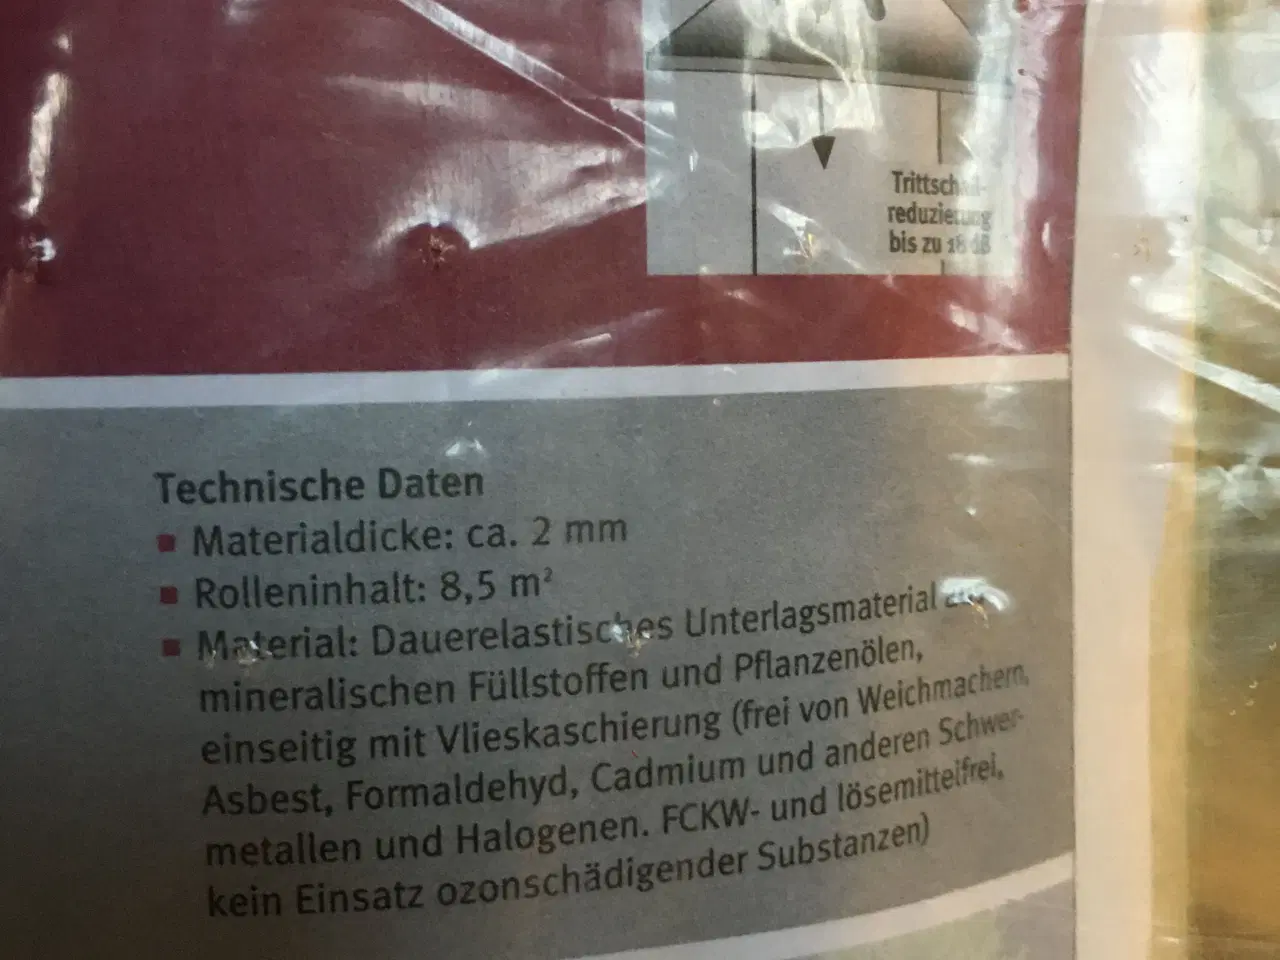 Trittschall-
reduzierung
bis zu 18 dB
Technische Daten
Materialdicke: ca. 2 mm
Rolleninhalt: 8,5 m²
Material: Dauerelastisches Unterlagsmaterial
mineralischen Füllstoffen und Pflanzenölen,
einseitig mit Vlieskaschierung (frei von Weichmachern,
Asbest, Formaldehyd, Cadmium und anderen Schwer-
metallen und Halogenen. FCKW- und lösemittelfrei,
kein Einsatz ozonschädigender Substanzen)